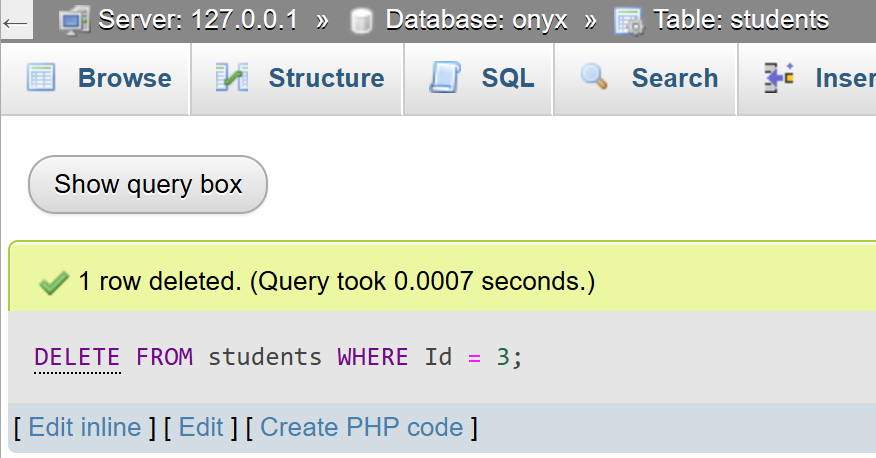 ← Server: 127.0.0.1 » Database: onyx » Table: students
Browse Structure SQL Search Inser
Show query box
1 row deleted. (Query took 0.0007 seconds.)
DELETE FROM students WHERE Id = 3;
[ Edit inline ] [ Edit ] [ Create PHP code ]